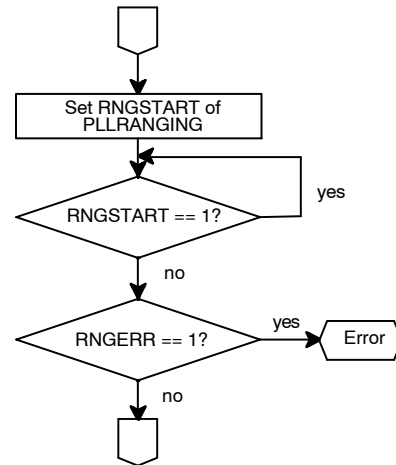 Set RNGSTART of
PLLRANGING
yes
RNGSTART == 1?
no
yes
RNGERR == 1?
Error
no